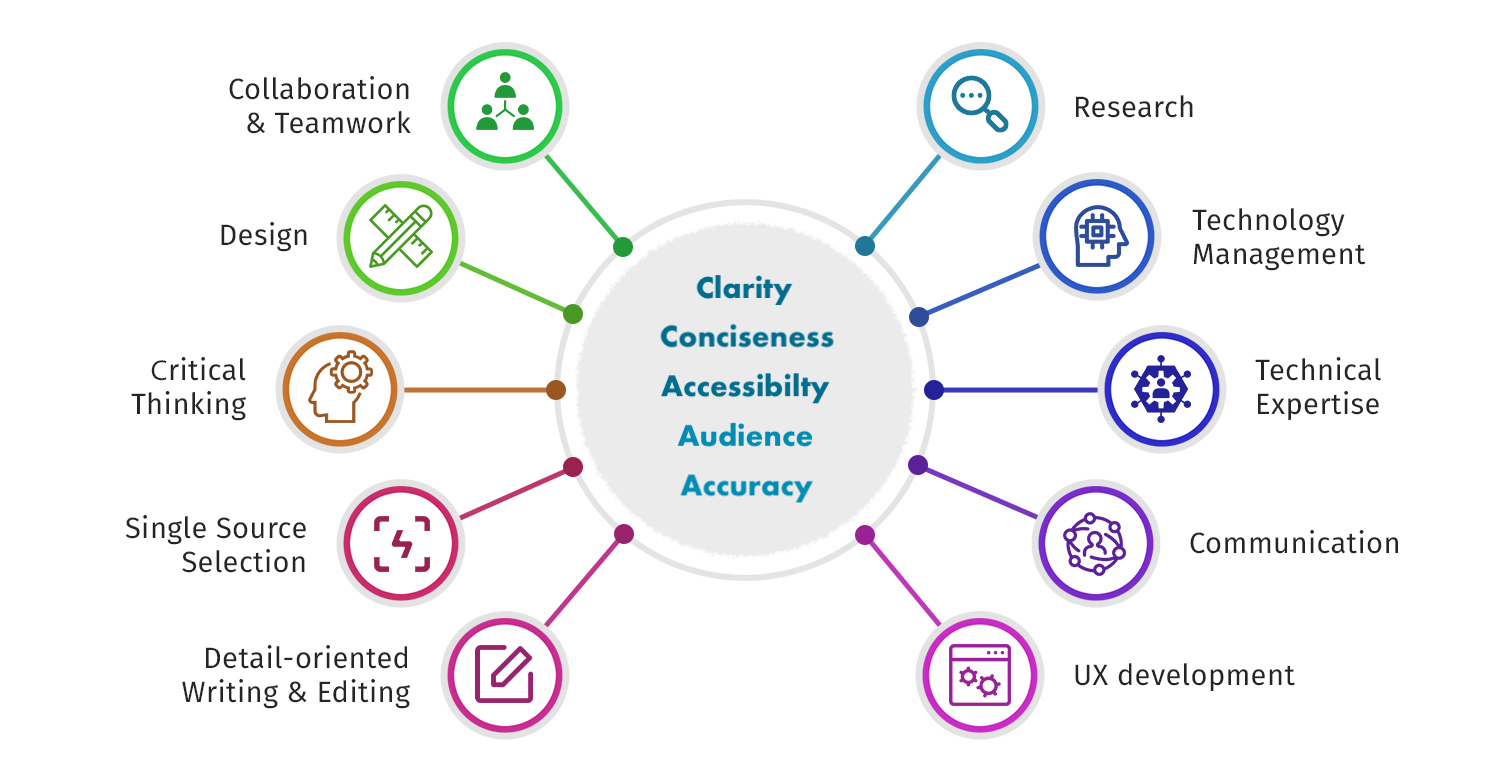 Collaboration
& Teamwork
Design
Critical
Thinking
Single Source
Selection
Detail-oriented
Writing & Editing
Clarity
Conciseness
Accessibilty
Audience
Accuracy
Research
Technology
Management
Technical
Expertise
Communication
UX development